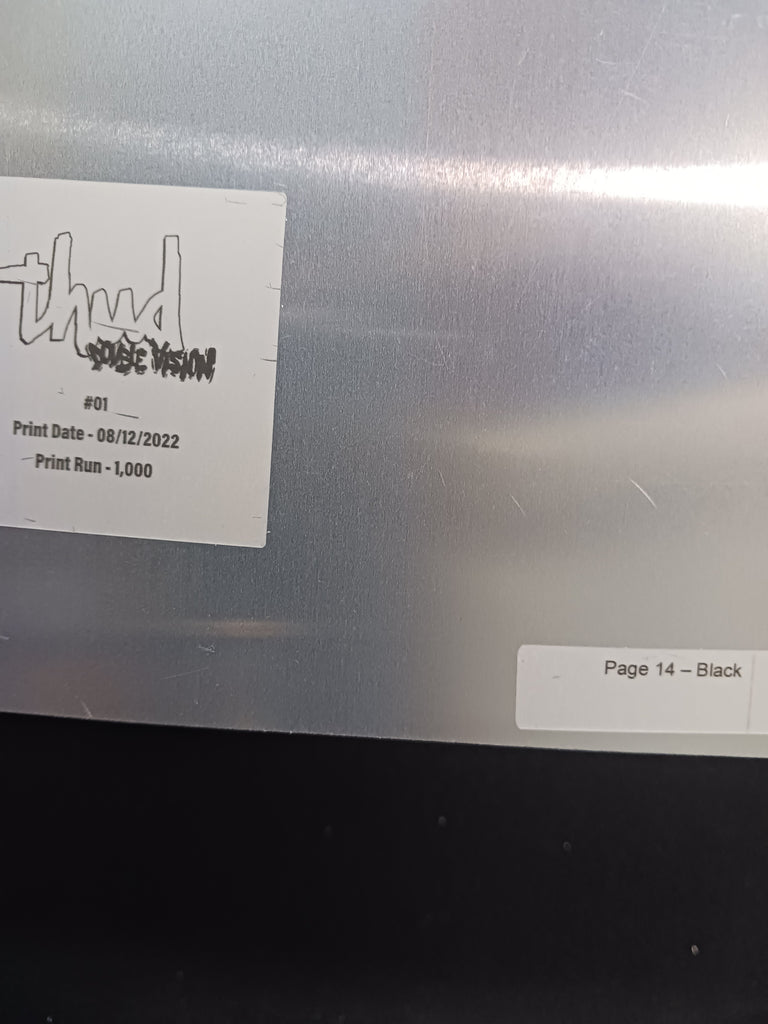 thud
DOUBLE VISION!
#01
Print Date - 08/12/2022
Print Run - 1,000
Page 14 – Black